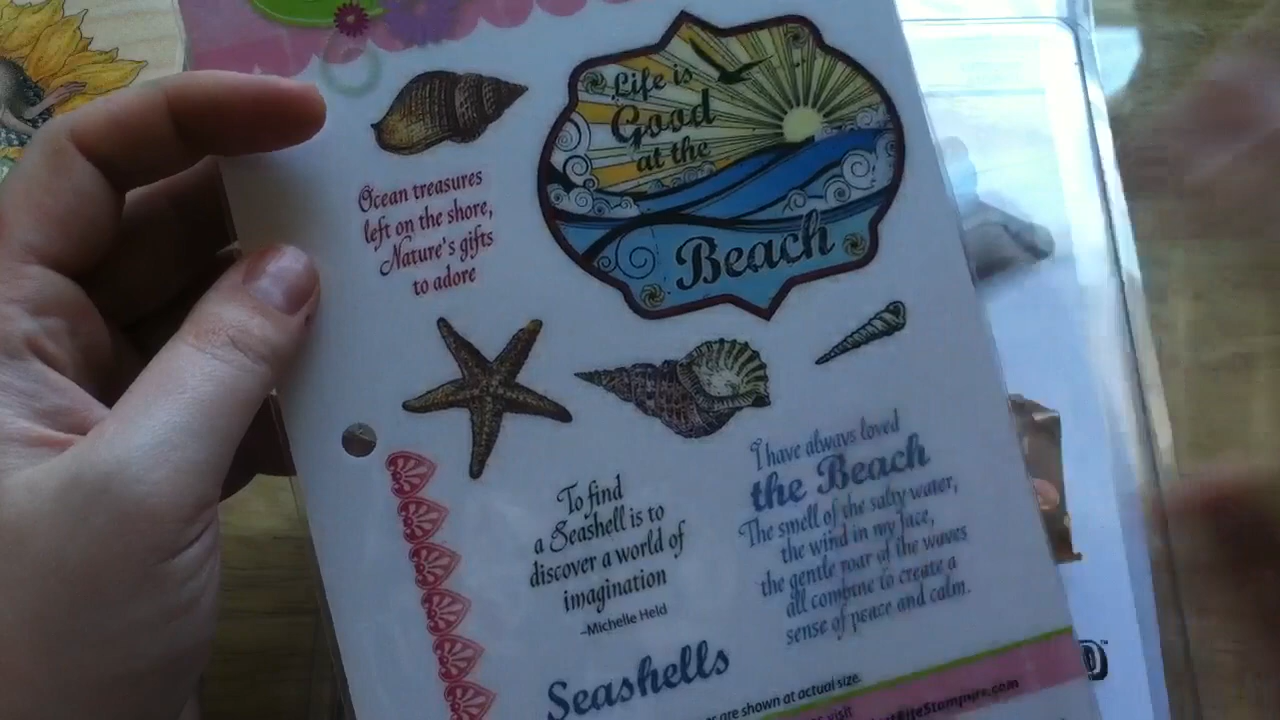 Life is
Good
at the
Beach
Ocean treasures
left on the shore,
Nature's gifts
to adore
I have always loved
the Beach
The smell of the salty water,
the wind in my face,
the gentle roar of the waves
all combine to create a
sense of peace and calm.
To find
a Seashell is to
discover a world of
imagination
–Michelle Held
Seashells
are shown at actual size.
visit